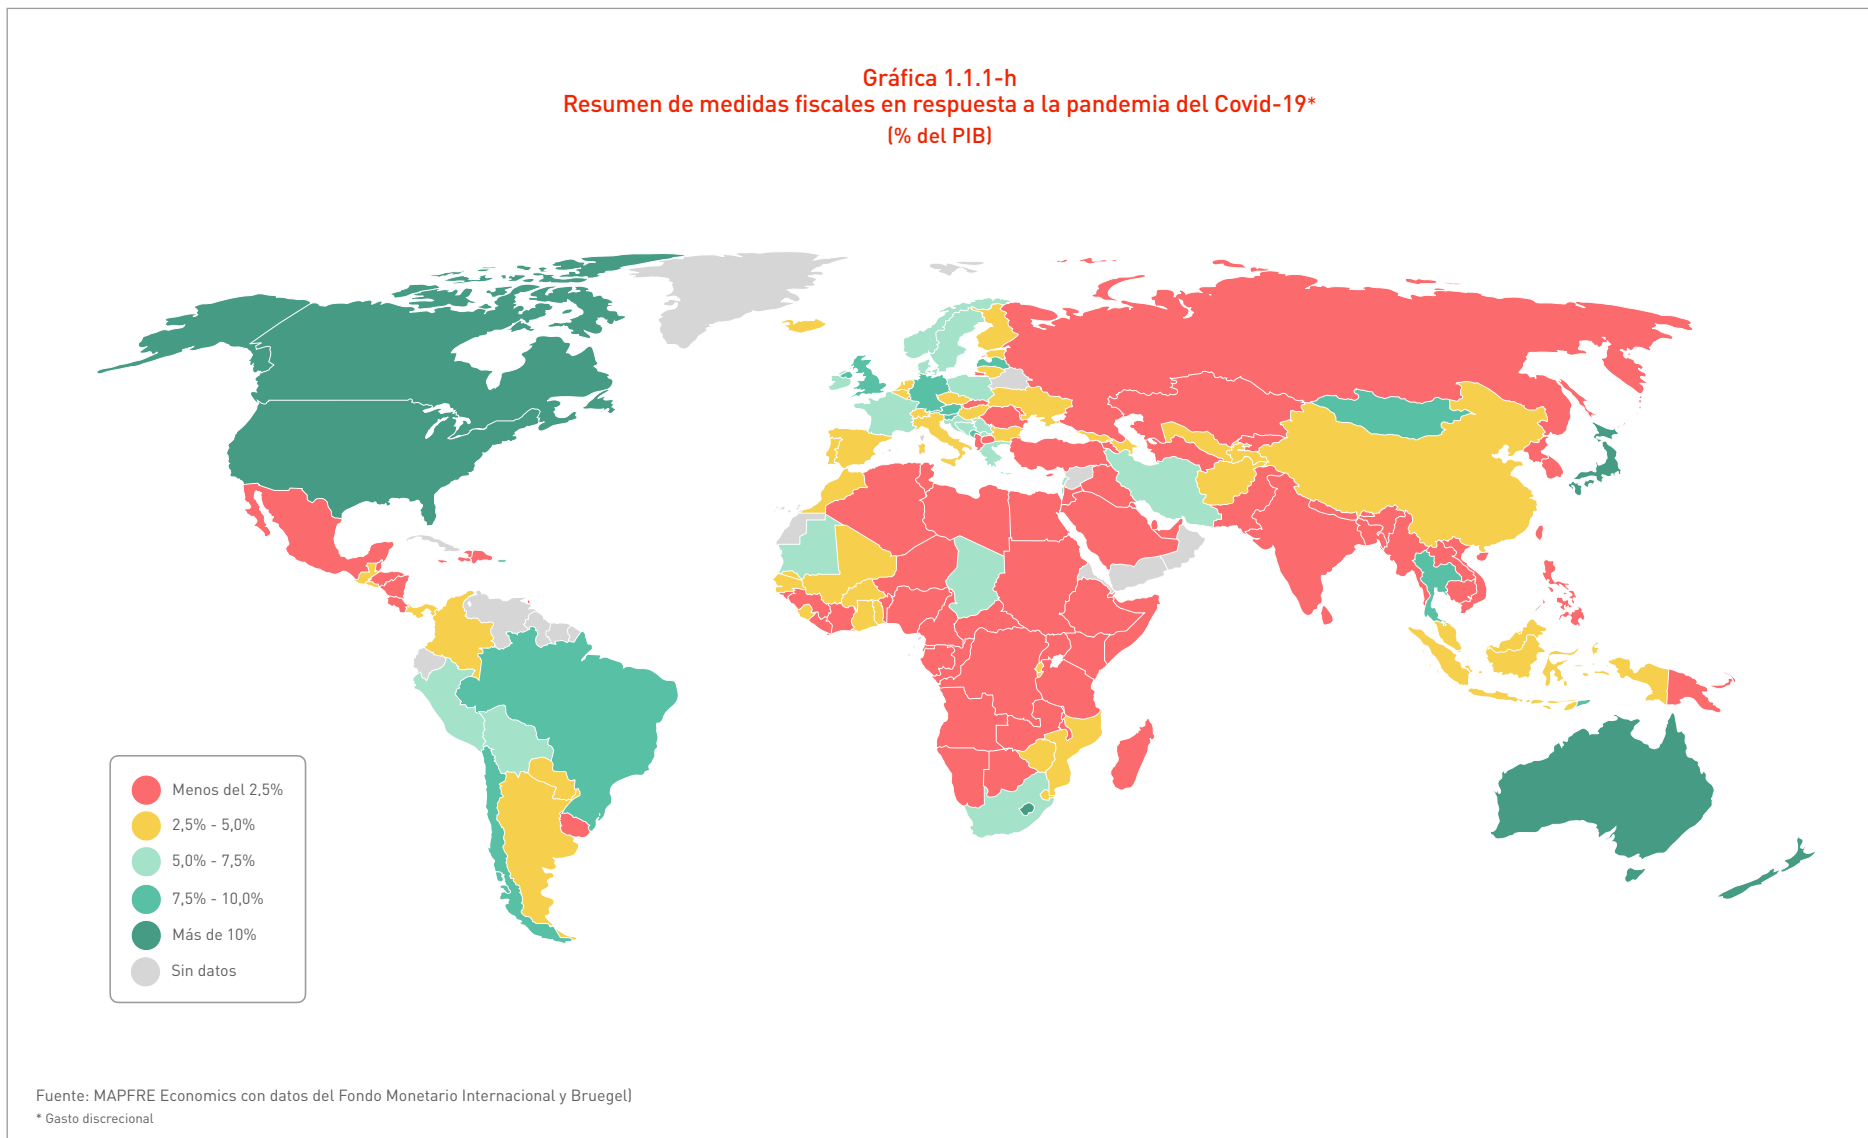 Gráfica 1.1.1-h
Resumen de medidas fiscales en respuesta a la pandemia del Covid-19*
(% del PIB)
Menos del 2,5%
2,5% - 5,0%
5,0% - 7,5%
7,5% - 10,0%
Más de 10%
Sin datos
Fuente: MAPFRE Economics con datos del Fondo Monetario Internacional y Bruegel)
* Gasto discrecional